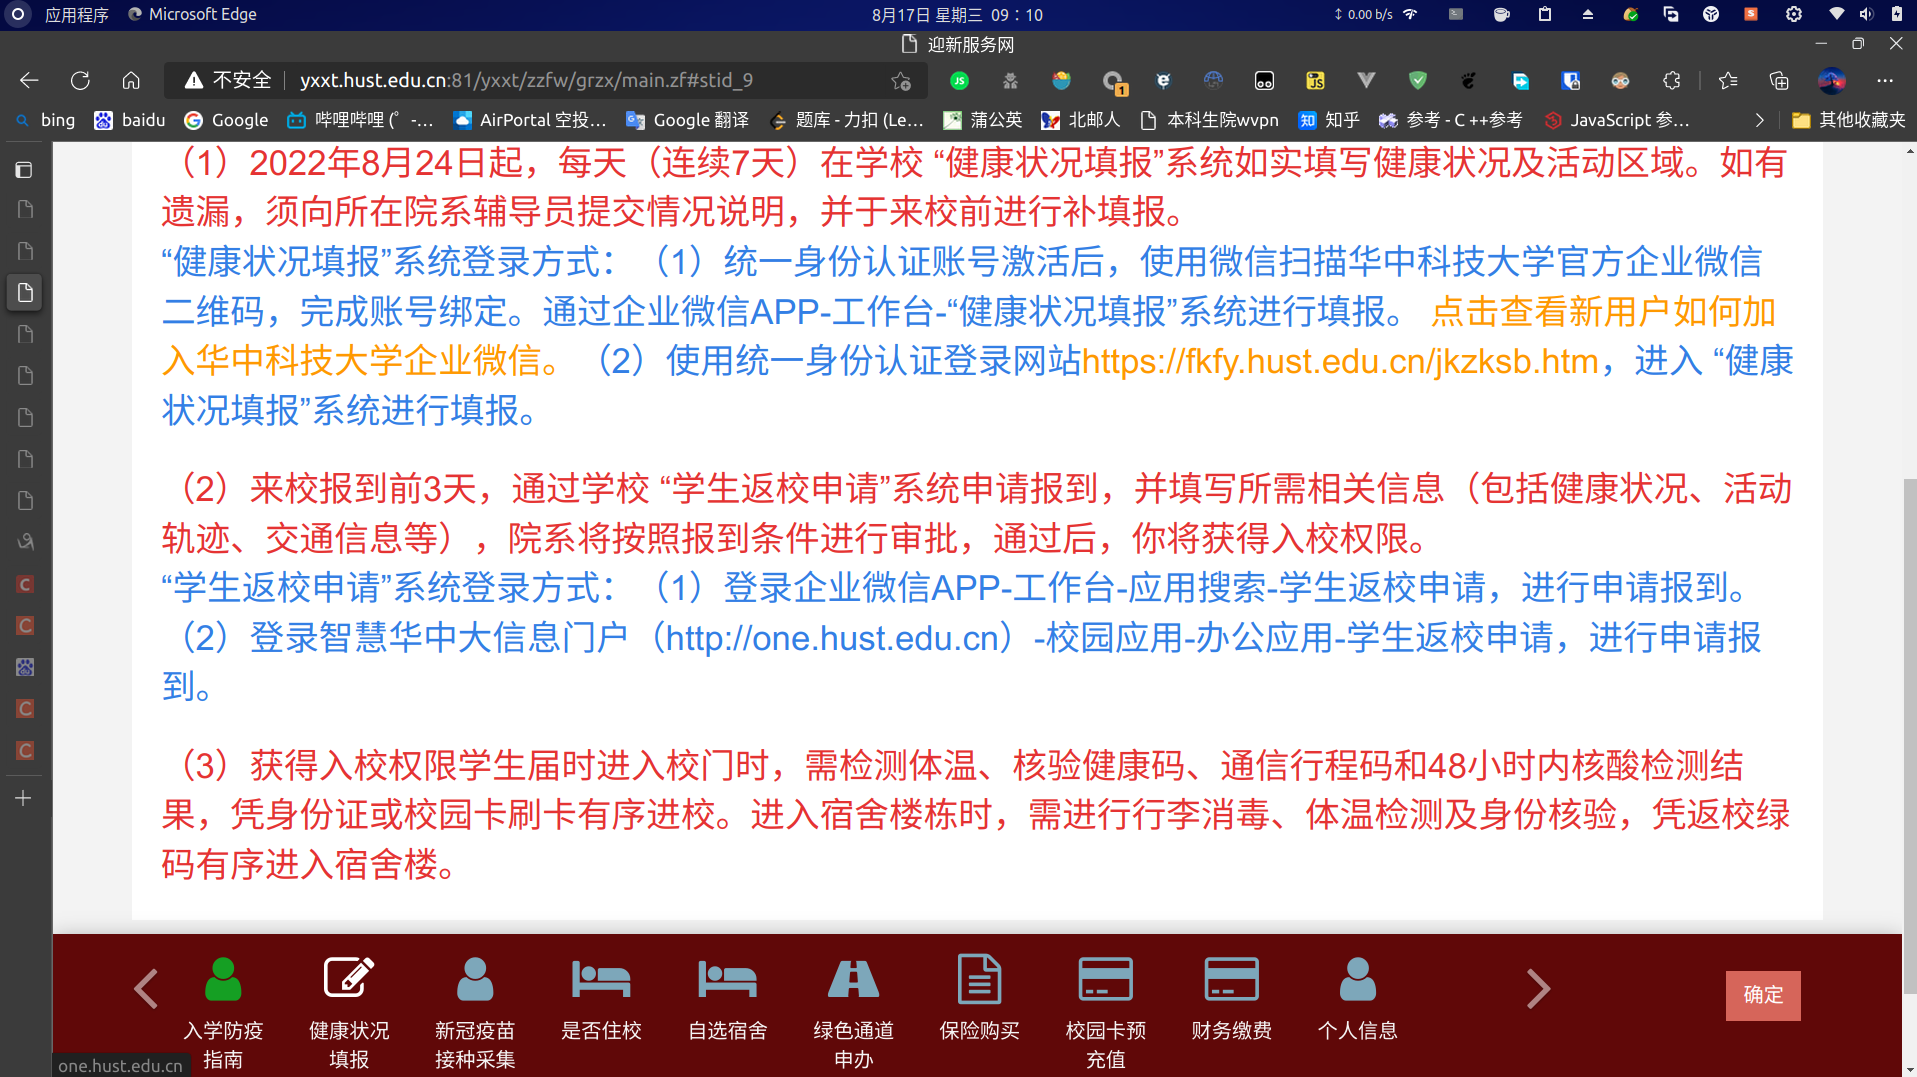 应用程序 Microsoft Edge 8月17日 星期三 09：10 0.00 b/s
迎新服务网
不安全 yxxt.hust.edu.cn:81/yxxt/zzfw/grzx/main.zf#stid_9 1
bing baidu Google 哔哩哔哩 (゜-... AirPortal 空投... Google 翻译 题库 - 力扣 (Le... 蒲公英 北邮人 本科生院wvpn 知乎 参考 - C ++参考 JavaScript 参... 其他收藏夹
（1）2022年8月24日起，每天（连续7天）在学校 “健康状况填报”系统如实填写健康状况及活动区域。如有
遗漏，须向所在院系辅导员提交情况说明，并于来校前进行补填报。
“健康状况填报”系统登录方式：（1）统一身份认证账号激活后，使用微信扫描华中科技大学官方企业微信
二维码，完成账号绑定。通过企业微信APP-工作台-“健康状况填报”系统进行填报。 点击查看新用户如何加
入华中科技大学企业微信。（2）使用统一身份认证登录网站https://fkfy.hust.edu.cn/jkzksb.htm，进入 “健康
状况填报”系统进行填报。
（2）来校报到前3天，通过学校 “学生返校申请”系统申请报到，并填写所需相关信息（包括健康状况、活动
轨迹、交通信息等），院系将按照报到条件进行审批，通过后，你将获得入校权限。
“学生返校申请”系统登录方式：（1）登录企业微信APP-工作台-应用搜索-学生返校申请，进行申请报到。
（2）登录智慧华中大信息门户（http://one.hust.edu.cn）-校园应用-办公应用-学生返校申请，进行申请报
到。
（3）获得入校权限学生届时进入校门时，需检测体温、核验健康码、通信行程码和48小时内核酸检测结
果，凭身份证或校园卡刷卡有序进校。进入宿舍楼栋时，需进行行李消毒、体温检测及身份核验，凭返校绿
码有序进入宿舍楼。
入学防疫 健康状况 新冠疫苗 是否住校 自选宿舍 绿色通道 保险购买 校园卡预 财务缴费 个人信息 确定
指南 填报 接种采集 申办 充值
one.hust.edu.cn